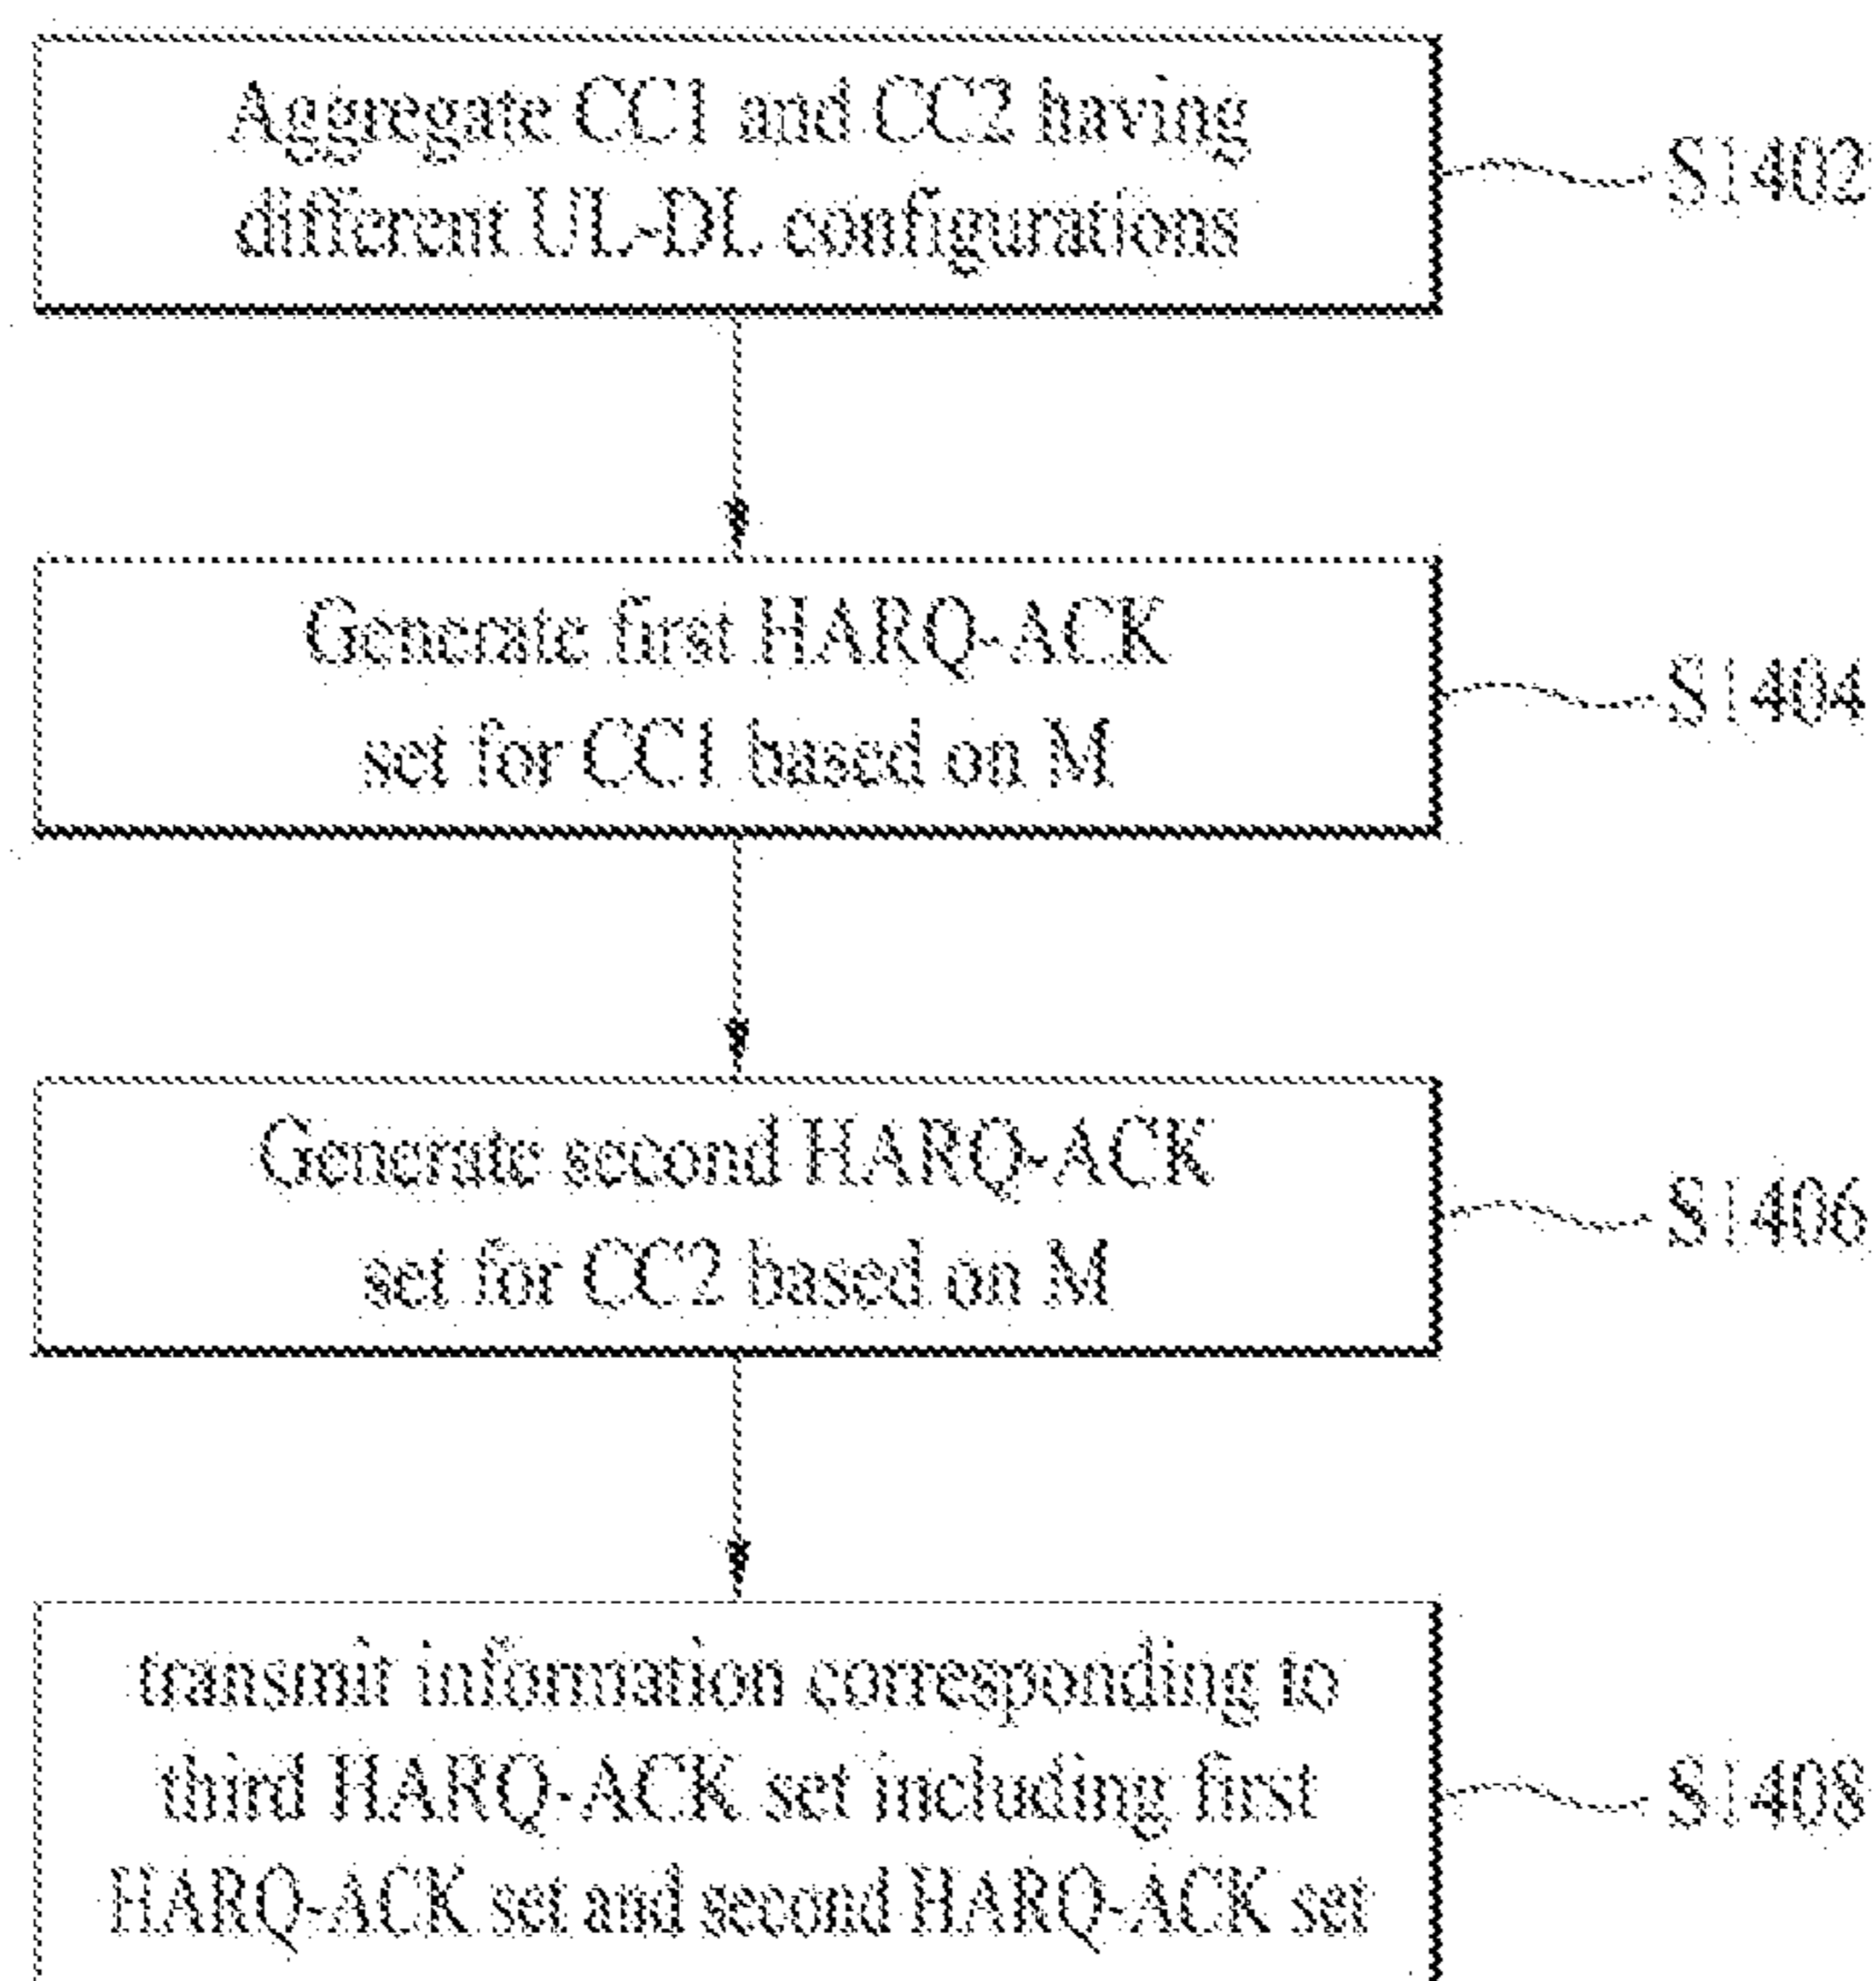 Aggregate CC1 and CC2 having
different UL-DL configurations
S1402
Generate first HARQ-ACK
set for CC1 based on M
S1404
Generate second HARQ-ACK
set for CC2 based on M
S1406
transmit information corresponding to
third HARQ-ACK set including first
HARQ-ACK set and second HARQ-ACK set
S1408